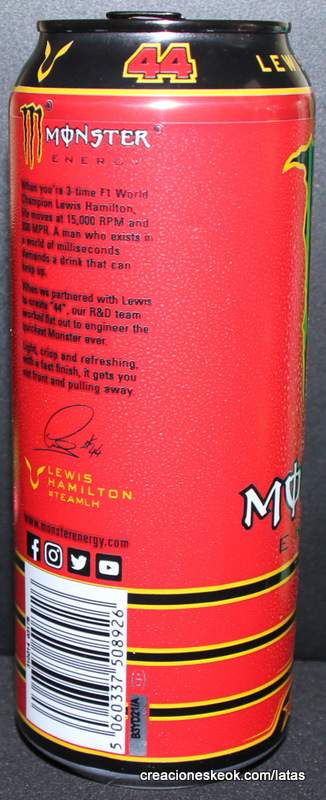 44
LEW
MONSTER
ENERGY
When you're 3-time F1 World
Champion Lewis Hamilton,
life moves at 15,000 RPM and
200 MPH. A man who exists in
a world of milliseconds
demands a drink that can
keep up.
When we partnered with Lewis
to create "44", our R&D team
worked flat out to engineer the
quickest Monster ever.
Light, crisp and refreshing,
with a fast finish, it gets you
out front and pulling away.
#44
LEWIS
HAMILTON
#TEAMLH
www.monsterenergy.com
5 060337 508926
B3YD21/A
creacioneskeok.com/latas